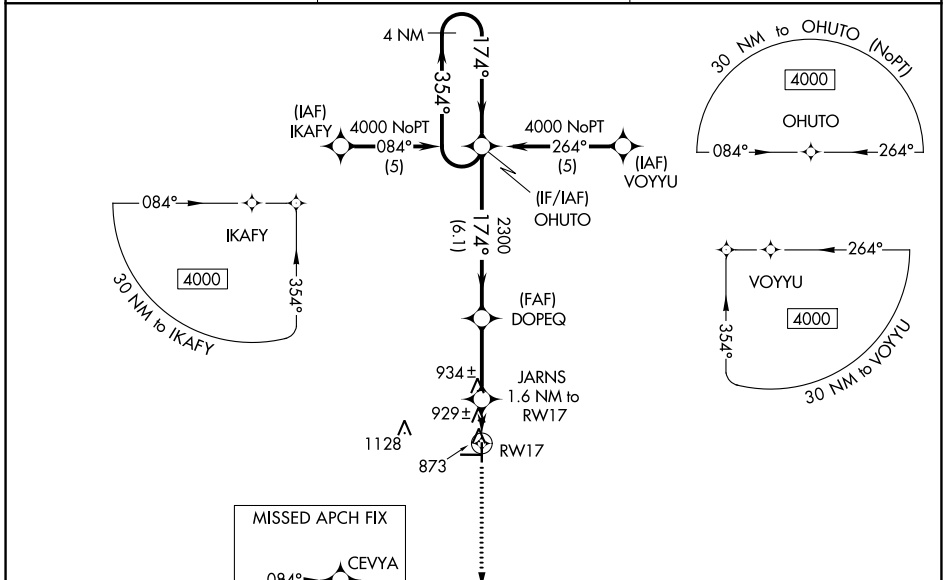 4 NM
174°
354°
(IAF)
IKAFY
4000 NoPT
084°
(5)
4000 NoPT
264°
(5)
(IAF)
VOYYU
(IF/IAF)
OHUTO
30 NM to OHUTO (NoPT)
4000
OHUTO
084°
264°
084°
IKAFY
4000
354°
30 NM to IKAFY
2300
174°
(6.1)
264°
VOYYU
4000
354°
30 NM to VOYYU
(FAF)
DOPEQ
934±
JARNS
1.6 NM to
RW17
929±
1128
873
RW17
MISSED APCH FIX
CEVYA
084°